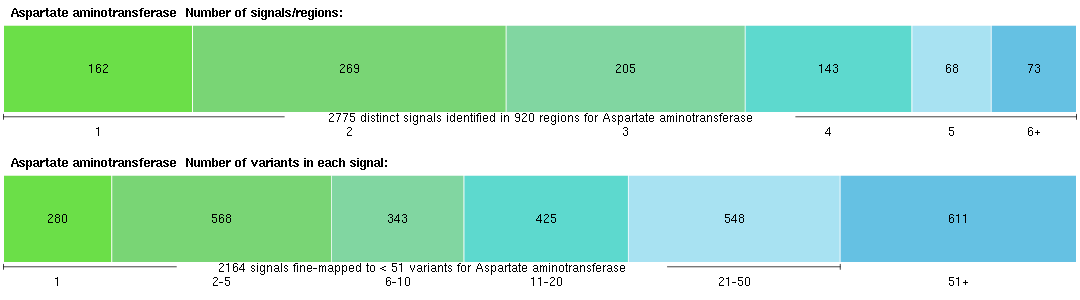 Aspartate aminotransferase Number of signals/regions:
162 269 205 143 68 73
2775 distinct signals identified in 920 regions for Aspartate aminotransferase
1 2 3 4 5 6+
Aspartate aminotransferase Number of variants in each signal:
280 568 343 425 548 611
2164 signals fine-mapped to < 51 variants for Aspartate aminotransferase
1 2-5 6-10 11-20 21-50 51+